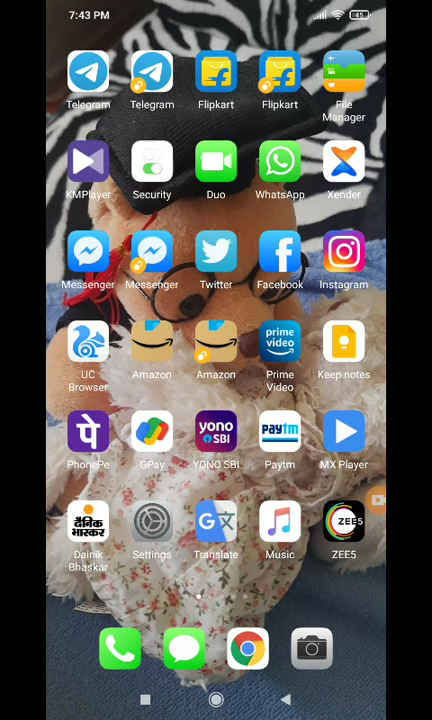 7:43 PM
45
Telegram Telegram Flipkart Flipkart File Manager
KMPlayer Security Duo WhatsApp Xender
Messenger Messenger Twitter Facebook Instagram
prime video
UC Browser Amazon Amazon Prime Video Keep notes
पे yono SBI paytm
PhonePe GPay YONO SBI Paytm MX Player
दैनिक भास्कर G ZEE5
Dainik Bhaskar Settings Translate Music ZEE5